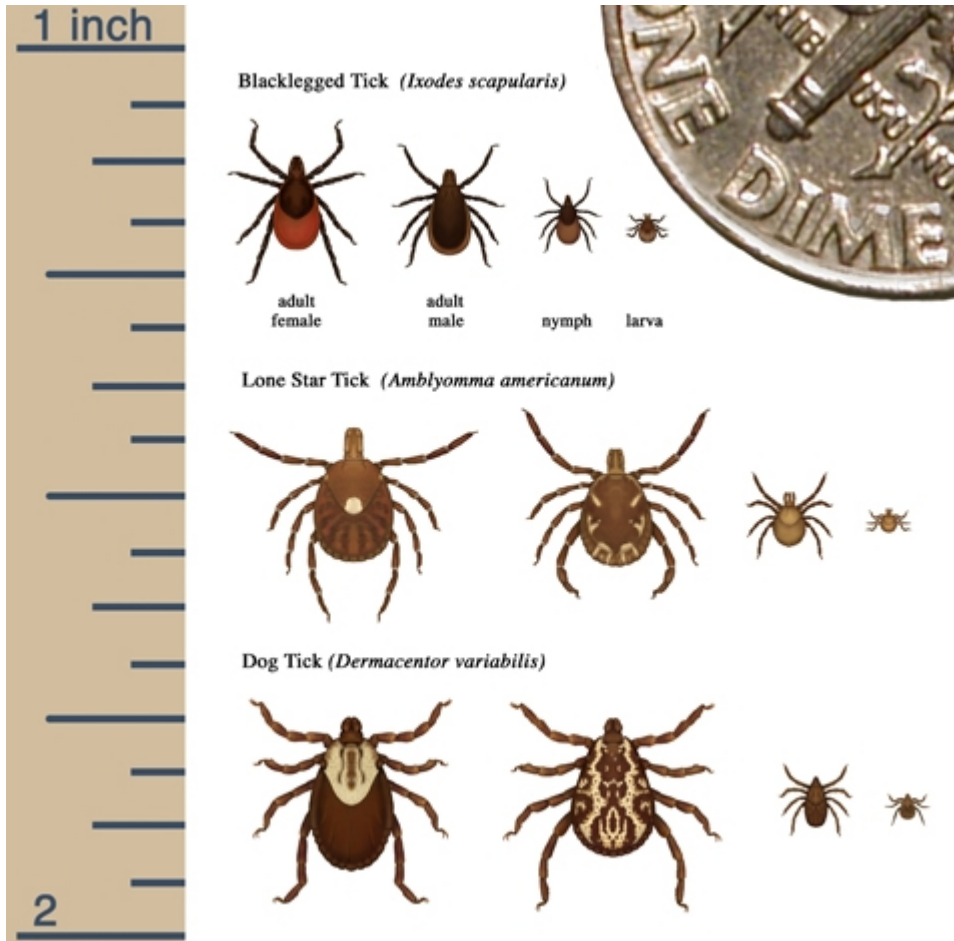 1 inch
Blacklegged Tick (Ixodes scapularis)
ONE DIME
adult
female
adult
male
nymph
larva
Lone Star Tick (Amblyomma americanum)
Dog Tick (Dermacentor variabilis)
2